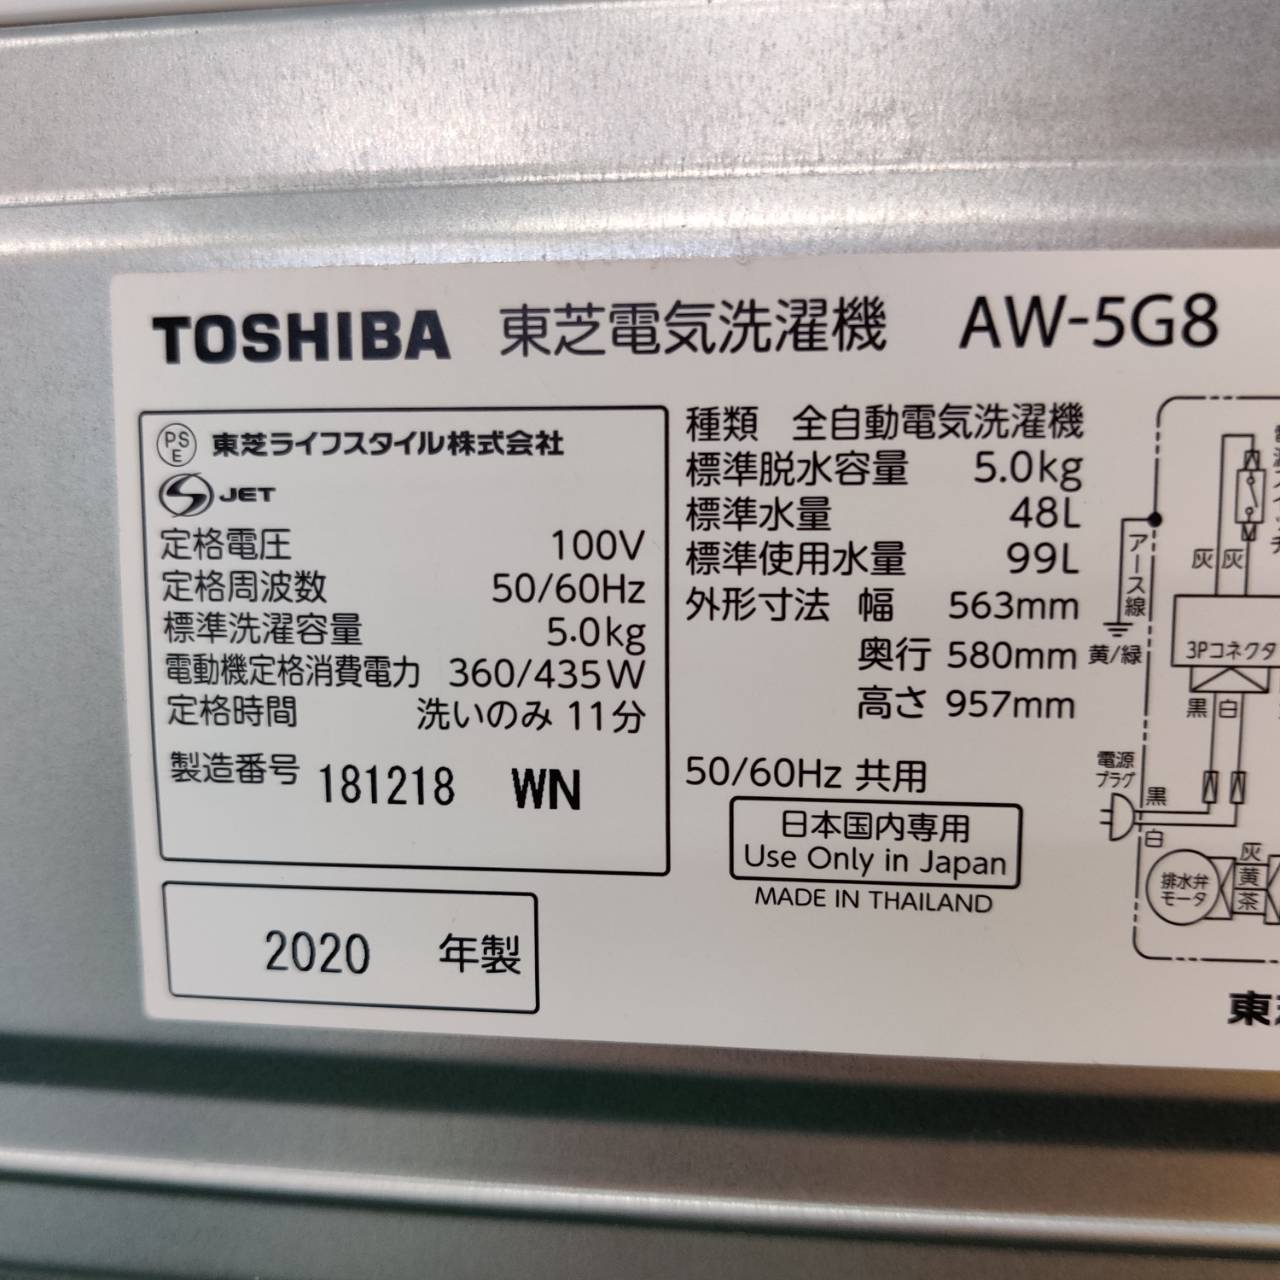 TOSHIBA 東芝電気洗濯機 AW-5G8
PSE 東芝ライフスタイル株式会社
S JET
定格電圧 100V
定格周波数 50/60Hz
標準洗濯容量 5.0kg
電動機定格消費電力 360/435W
定格時間 洗いのみ 11分
製造番号 181218 WN
2020 年製
種類 全自動電気洗濯機
標準脱水容量 5.0kg
標準水量 48L
標準使用水量 99L
外形寸法 幅 563mm
奥行 580mm
高さ 957mm
50/60Hz 共用
日本国内専用
Use Only in Japan
MADE IN THAILAND
アース線
黄/緑
灰 灰
3Pコネクタ
黒 白
電源
プラグ
黒
白
排水弁
モータ
灰
黄
茶